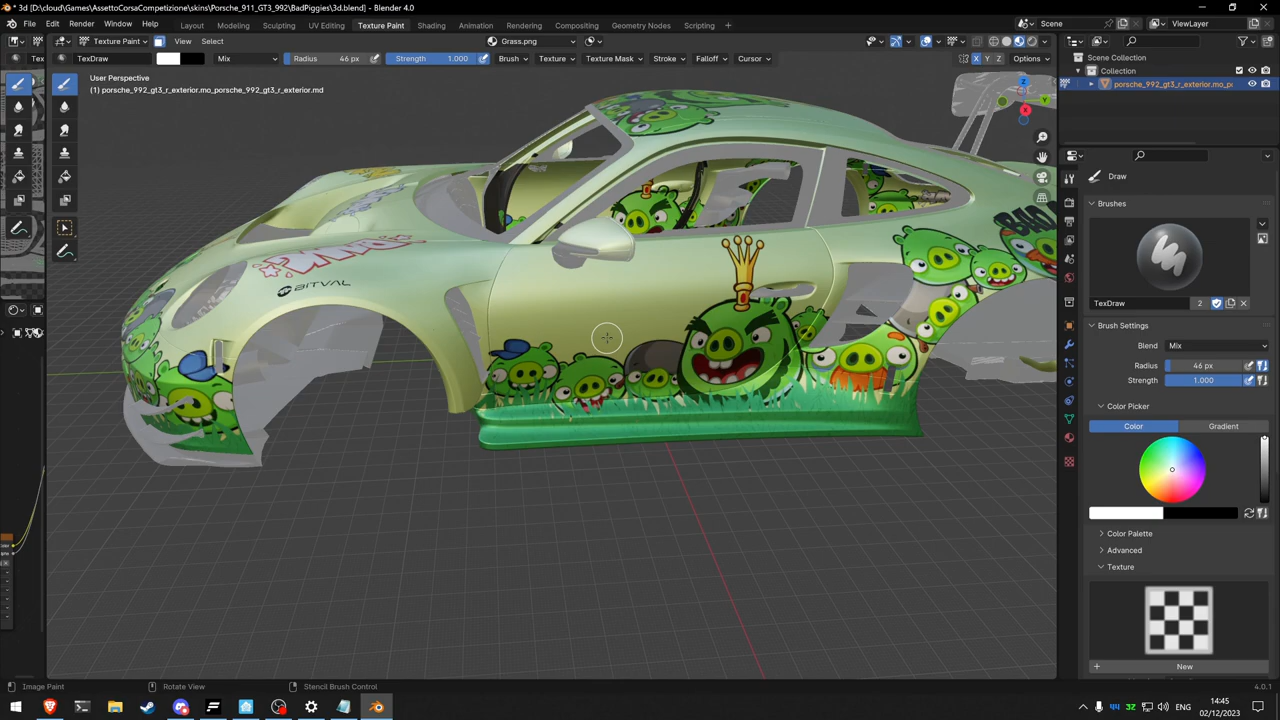 * 3d [D:\cloud\Games\AssettoCorsaCompetizione\skins\Porsche_911_GT3_992\BadPiggies\3d.blend] - Blender 4.0
File Edit Render Window Help
Layout Modeling Sculpting UV Editing Texture Paint Shading Animation Rendering Compositing Geometry Nodes Scripting +
Scene ViewLayer
Texture Paint View Select
Grass.png
Tex TexDraw Mix Radius 46 px Strength 1.000 Brush Texture Texture Mask Stroke Falloff Cursor
X Y Z Options
Scene Collection
Collection
porsche_992_gt3_r_exterior.mo_p
User Perspective
(1) porsche_992_gt3_r_exterior.mo_porsche_992_gt3_r_exterior.md
Z
Y
X
BITVAL
Draw
Brushes
TexDraw 2
Brush Settings
Blend Mix
Radius 46 px
Strength 1.000
Color Picker
Color Gradient
Color Palette
Advanced
Texture
+ New
Image Paint Rotate View Stencil Brush Control
4.0.1
44 3Z ENG
14:45
02/12/2023